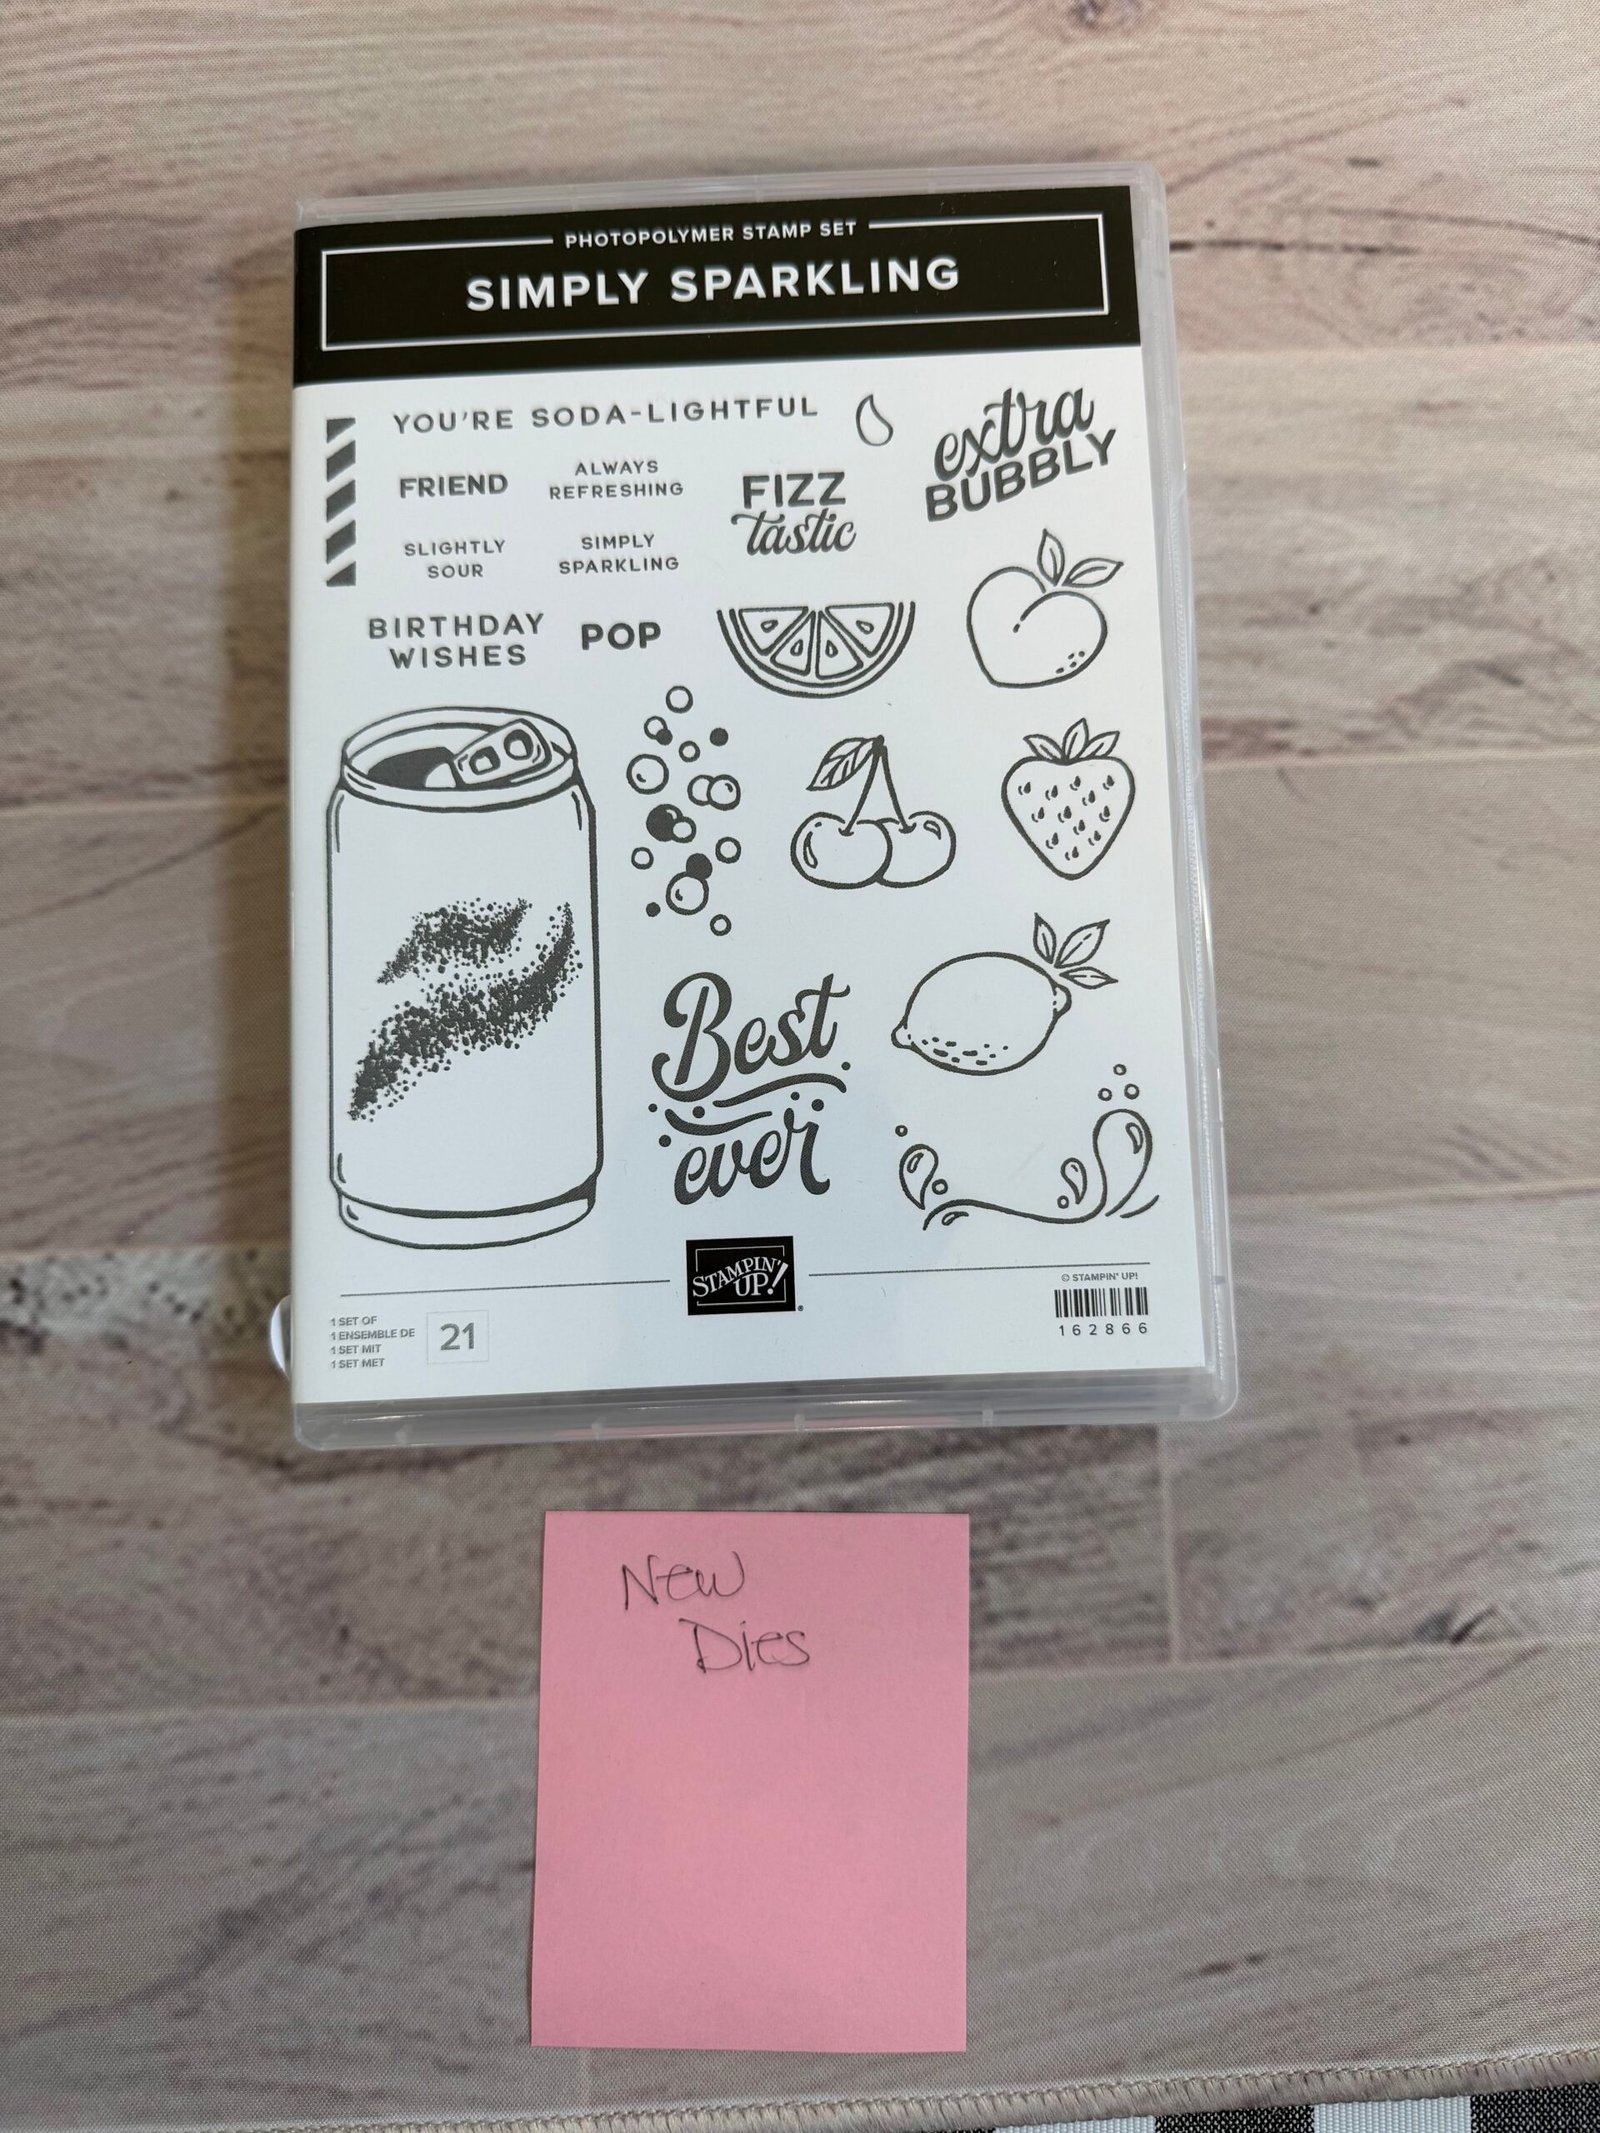 PHOTOPOLYMER STAMP SET
SIMPLY SPARKLING
YOU'RE SODA-LIGHTFUL
extra
BUBBLY
FRIEND
ALWAYS
REFRESHING
FIZZ
tastic
SLIGHTLY
SOUR
SIMPLY
SPARKLING
BIRTHDAY
WISHES
POP
Best
ever
STAMPIN'
UP!
© STAMPIN' UP!
162866
1 SET OF
1 ENSEMBLE DE
1 SET MIT
1 SET MET
21
New
Dies